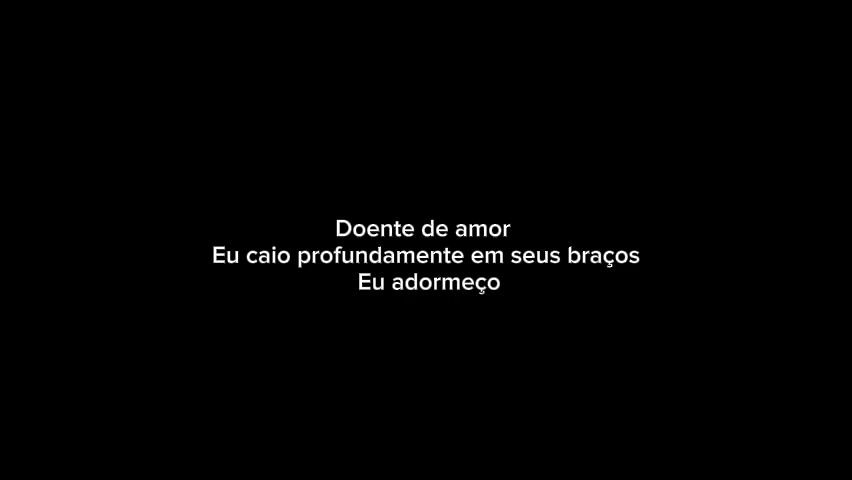 Doente de amor
Eu caio profundamente em seus braços
Eu adormeço